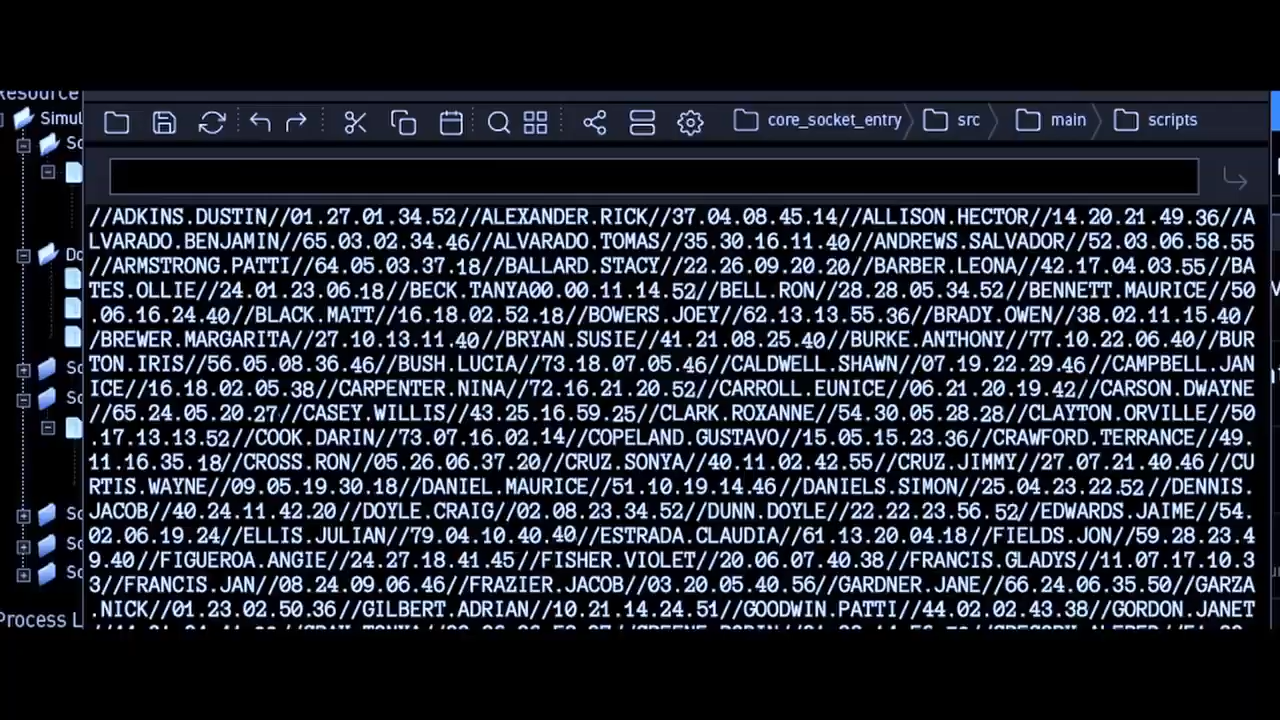 Resource
Simul
core_socket_entry
src
main
scripts
//ADKINS.DUSTIN//01.27.01.34.52//ALEXANDER.RICK//37.04.08.45.14//ALLISON.HECTOR//14.20.21.49.36//A
LVARADO.BENJAMIN//65.03.02.34.46//ALVARADO.TOMAS//35.30.16.11.40//ANDREWS.SALVADOR//52.03.06.58.55
//ARMSTRONG.PATTI//64.05.03.37.18//BALLARD.STACY//22.26.09.20.20//BARBER.LEONA//42.17.04.03.55//BA
TES.OLLIE//24.01.23.06.18//BECK.TANYA00.00.11.14.52//BELL.RON//28.28.05.34.52//BENNETT.MAURICE//50
.06.16.24.40//BLACK.MATT//16.18.02.52.18//BOWERS.JOEY//62.13.13.55.36//BRADY.OWEN//38.02.11.15.40/
/BREWER.MARGARITA//27.10.13.11.40//BRYAN.SUSIE//41.21.08.25.40//BURKE.ANTHONY//77.10.22.06.40//BUR
TON.IRIS//56.05.08.36.46//BUSH.LUCIA//73.18.07.05.46//CALDWELL.SHAWN//07.19.22.29.46//CAMPBELL.JAN
ICE//16.18.02.05.38//CARPENTER.NINA//72.16.21.20.52//CARROLL.EUNICE//06.21.20.19.42//CARSON.DWAYNE
//65.24.05.20.27//CASEY.WILLIS//43.25.16.59.25//CLARK.ROXANNE//54.30.05.28.28//CLAYTON.ORVILLE//50
.17.13.13.52//COOK.DARIN//73.07.16.02.14//COPELAND.GUSTAVO//15.05.15.23.36//CRAWFORD.TERRANCE//49.
11.16.35.18//CROSS.RON//05.26.06.37.20//CRUZ.SONYA//40.11.02.42.55//CRUZ.JIMMY//27.07.21.40.46//CU
RTIS.WAYNE//09.05.19.30.18//DANIEL.MAURICE//51.10.19.14.46//DANIELS.SIMON//25.04.23.22.52//DENNIS.
JACOB//40.24.11.42.20//DOYLE.CRAIG//02.08.23.34.52//DUNN.DOYLE//22.22.23.56.52//EDWARDS.JAIME//54.
02.06.19.24//ELLIS.JULIAN//79.04.10.40.40//ESTRADA.CLAUDIA//61.13.20.04.18//FIELDS.JON//59.28.23.4
9.40//FIGUEROA.ANGIE//24.27.18.41.45//FISHER.VIOLET//20.06.07.40.38//FRANCIS.GLADYS//11.07.17.10.3
3//FRANCIS.JAN//08.24.09.06.46//FRAZIER.JACOB//03.20.05.40.56//GARDNER.JANE//66.24.06.35.50//GARZA
.NICK//01.23.02.50.36//GILBERT.ADRIAN//10.21.14.24.51//GOODWIN.PATTI//44.02.02.43.38//GORDON.JANET
Process L